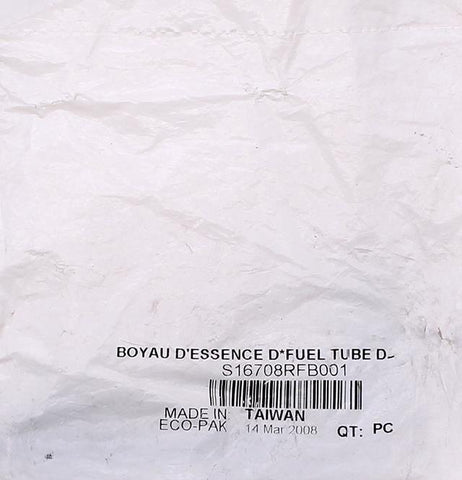 BOYAU D'ESSENCE D*FUEL TUBE D-
S16708RFB001
MADE IN: TAIWAN
ECO-PAK 14 Mar 2008 QT: PC